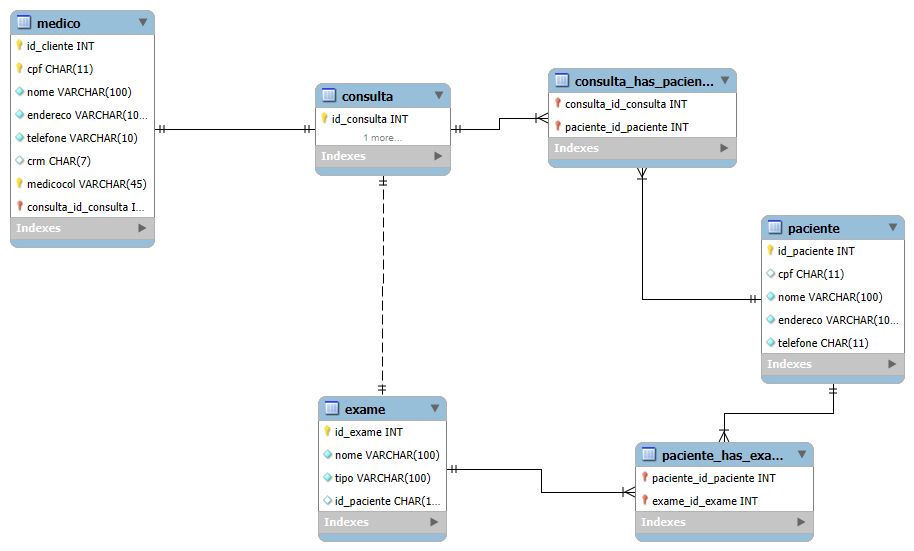 medico
id_cliente INT
cpf CHAR(11)
nome VARCHAR(100)
endereco VARCHAR(10...
telefone VARCHAR(10)
crm CHAR(7)
medicocol VARCHAR(45)
consulta_id_consulta I...
Indexes
consulta
id_consulta INT
1 more...
Indexes
consulta_has_pacien...
consulta_id_consulta INT
paciente_id_paciente INT
Indexes
paciente
id_paciente INT
cpf CHAR(11)
nome VARCHAR(100)
endereco VARCHAR(10...
telefone CHAR(11)
Indexes
exame
id_exame INT
nome VARCHAR(100)
tipo VARCHAR(100)
id_paciente CHAR(1...
Indexes
paciente_has_exa...
paciente_id_paciente INT
exame_id_exame INT
Indexes